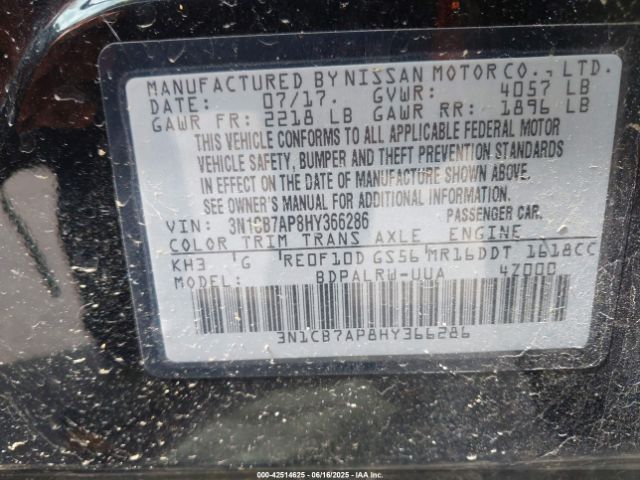 MANUFACTURED BY NISSAN MOTOR CO., LTD.
DATE: 07/17. GVWR: 4057 LB
GAWR FR: 2218 LB GAWR RR: 1896 LB
THIS VEHICLE CONFORMS TO ALL APPLICABLE FEDERAL MOTOR
VEHICLE SAFETY, BUMPER AND THEFT PREVENTION STANDARDS
IN EFFECT ON THE DATE OF MANUFACTURE SHOWN ABOVE.
SEE OWNER'S MANUAL FOR ADDITIONAL INFORMATION.
VIN: 3N1CB7AP8HY366286 PASSENGER CAR.
COLOR TRIM TRANS AXLE ENGINE
KH3 G RE0F10D GS56 MR16DDT 1618CC
MODEL: BDPALRW-UUA 4Z000
3N1CB7AP8HY366286
000-42514625 - 06/16/2025 - IAA Inc.